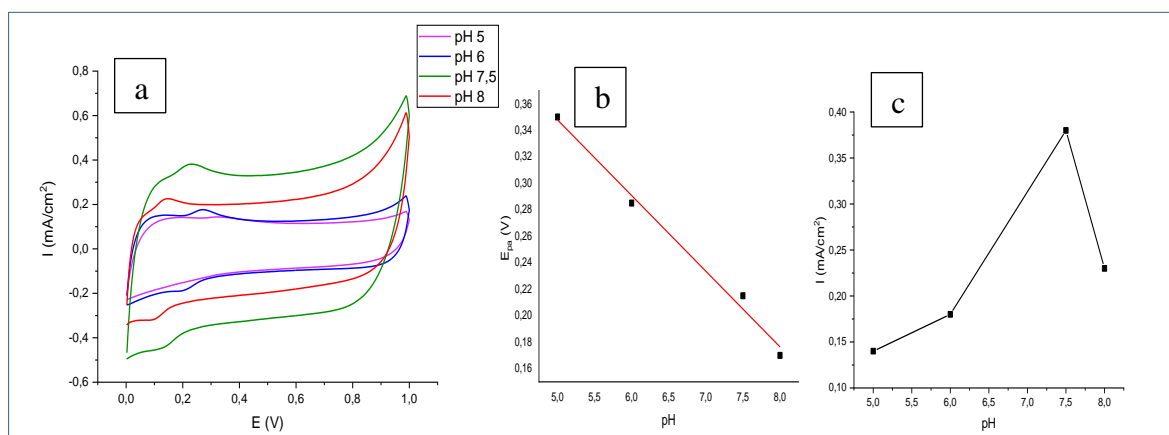 a
pH 5
pH 6
pH 7,5
pH 8
0,8
0,6
0,4
0,2
0,0
-0,2
-0,4
-0,6
I (mA/cm²)
0,0 0,2 0,4 0,6 0,8 1,0
E (V)
b
0,36
0,34
0,32
0,30
0,28
0,26
0,24
0,22
0,20
0,18
0,16
Epa (V)
5,0 5,5 6,0 6,5 7,0 7,5 8,0
pH
c
0,40
0,35
0,30
0,25
0,20
0,15
0,10
I (mA/cm²)
5,0 5,5 6,0 6,5 7,0 7,5 8,0
pH